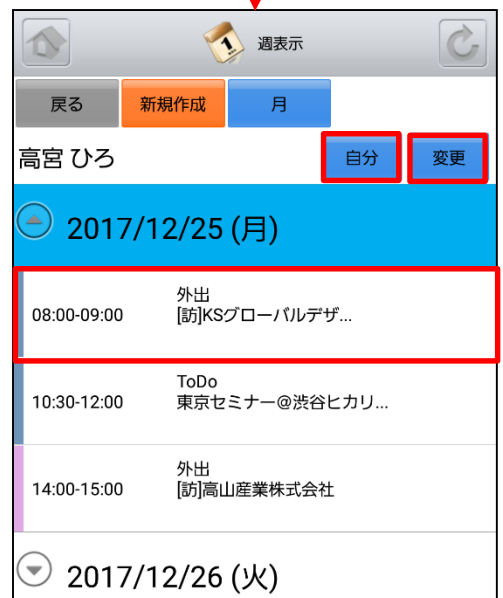 1
週表示
戻る 新規作成 月
高宮 ひろ 自分 変更
2017/12/25 (月)
外出
08:00-09:00 [訪]KSグローバルデザ...
ToDo
10:30-12:00 東京セミナー@渋谷ヒカリ...
外出
14:00-15:00 [訪]高山産業株式会社
2017/12/26 (火)